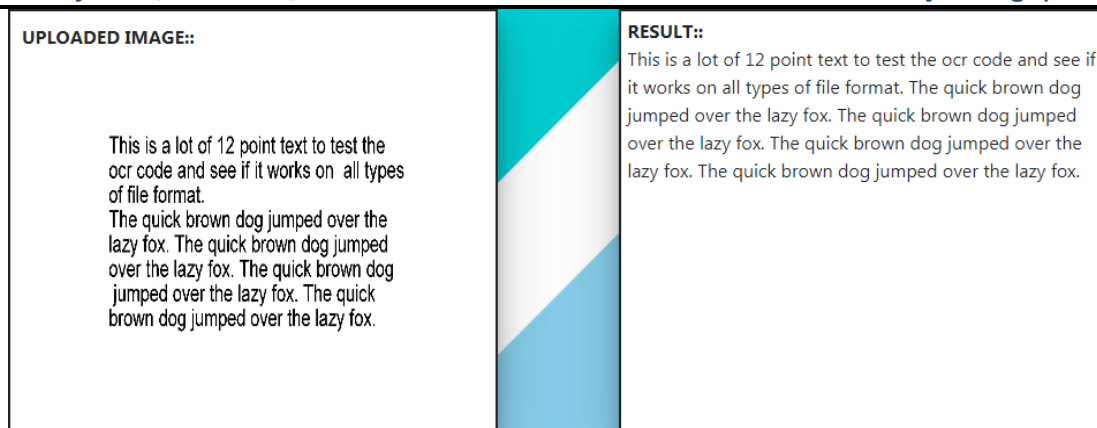 UPLOADED IMAGE::
This is a lot of 12 point text to test the
ocr code and see if it works on all types
of file format.
The quick brown dog jumped over the
lazy fox. The quick brown dog jumped
over the lazy fox. The quick brown dog
jumped over the lazy fox. The quick
brown dog jumped over the lazy fox.
RESULT::
This is a lot of 12 point text to test the ocr code and see if
it works on all types of file format. The quick brown dog
jumped over the lazy fox. The quick brown dog jumped
over the lazy fox. The quick brown dog jumped over the
lazy fox. The quick brown dog jumped over the lazy fox.